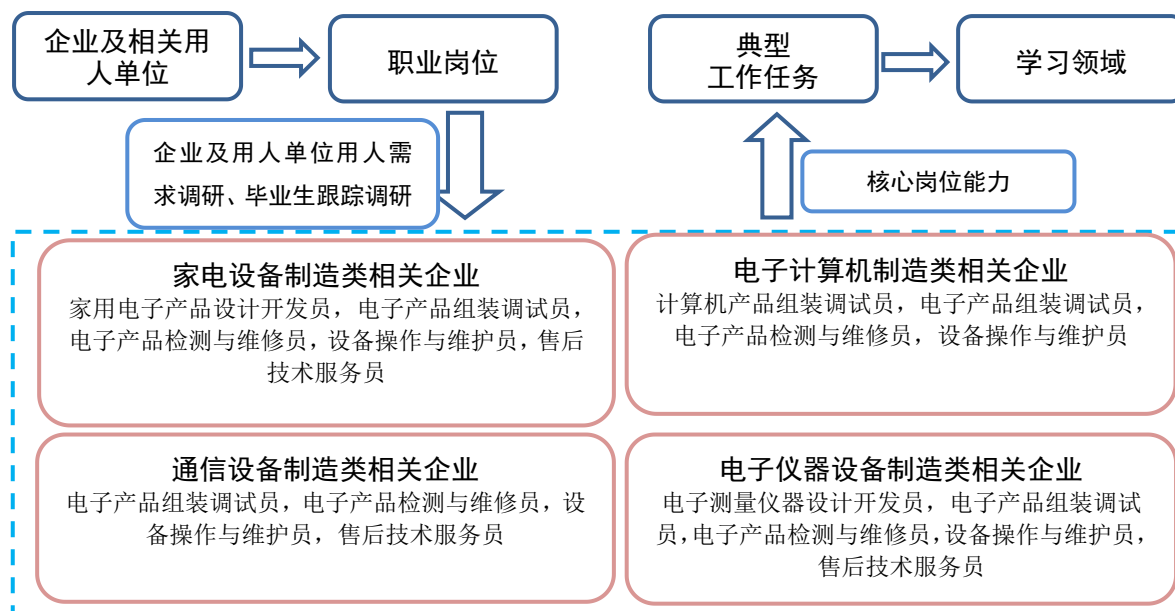 企业及相关用
人单位
职业岗位
典型
工作任务
学习领域
企业及用人单位用人需
求调研、毕业生跟踪调研
核心岗位能力
家电设备制造类相关企业
家用电子产品设计开发员，电子产品组装调试员，
电子产品检测与维修员，设备操作与维护员，售后
技术服务员
电子计算机制造类相关企业
计算机产品组装调试员，电子产品组装调试员，
电子产品检测与维修员，设备操作与维护员
通信设备制造类相关企业
电子产品组装调试员，电子产品检测与维修员，设
备操作与维护员，售后技术服务员
电子仪器设备制造类相关企业
电子测量仪器设计开发员，电子产品组装调试
员，电子产品检测与维修员，设备操作与维护员，
售后技术服务员